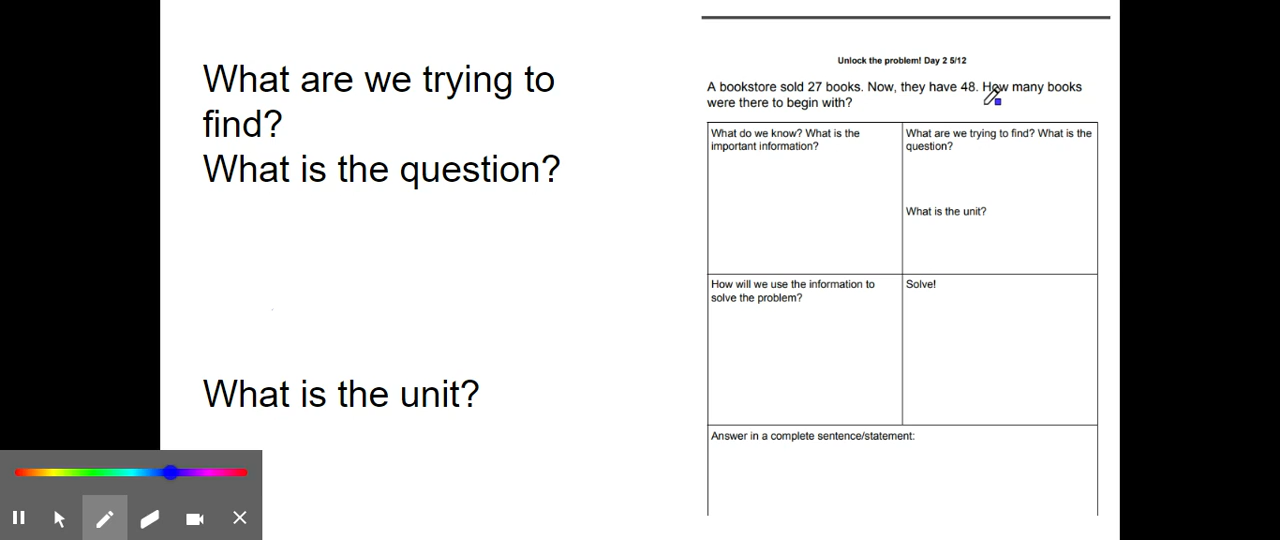 What are we trying to
find?
What is the question?
What is the unit?
Unlock the problem! Day 2 5/12
A bookstore sold 27 books. Now, they have 48. How many books
were there to begin with?
What do we know? What is the
important information?
What are we trying to find? What is the
question?
What is the unit?
How will we use the information to
solve the problem?
Solve!
Answer in a complete sentence/statement: